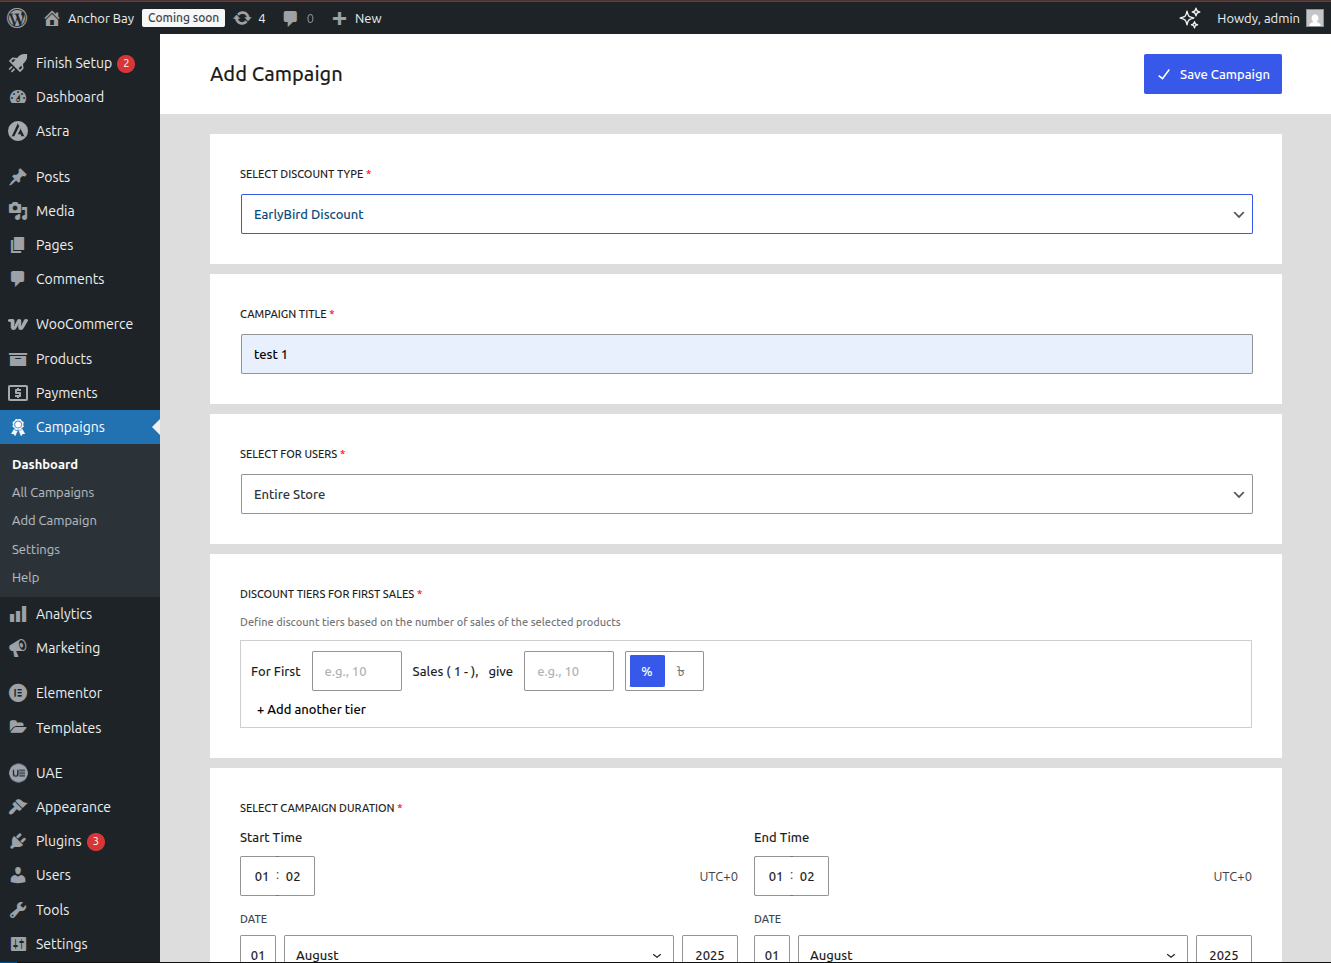 Anchor Bay Coming soon 4 0 New Howdy, admin
Finish Setup 2
Dashboard
Astra
Posts
Media
Pages
Comments
WooCommerce
Products
Payments
Campaigns
Dashboard
All Campaigns
Add Campaign
Settings
Help
Analytics
Marketing
Elementor
Templates
UAE
Appearance
Plugins 3
Users
Tools
Settings
Add Campaign
Save Campaign
SELECT DISCOUNT TYPE *
EarlyBird Discount
CAMPAIGN TITLE *
test 1
SELECT FOR USERS *
Entire Store
DISCOUNT TIERS FOR FIRST SALES *
Define discount tiers based on the number of sales of the selected products
For First e.g., 10 Sales ( 1 - ), give e.g., 10 % ৳
+ Add another tier
SELECT CAMPAIGN DURATION *
Start Time End Time
01 : 02 UTC+0 01 : 02 UTC+0
DATE DATE
01 August 2025 01 August 2025